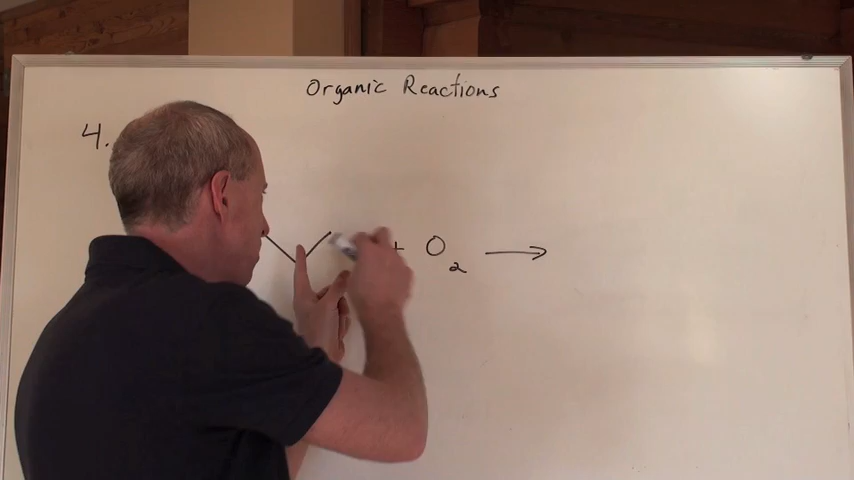 Organic Reactions
4.
+ O₂ ⟶